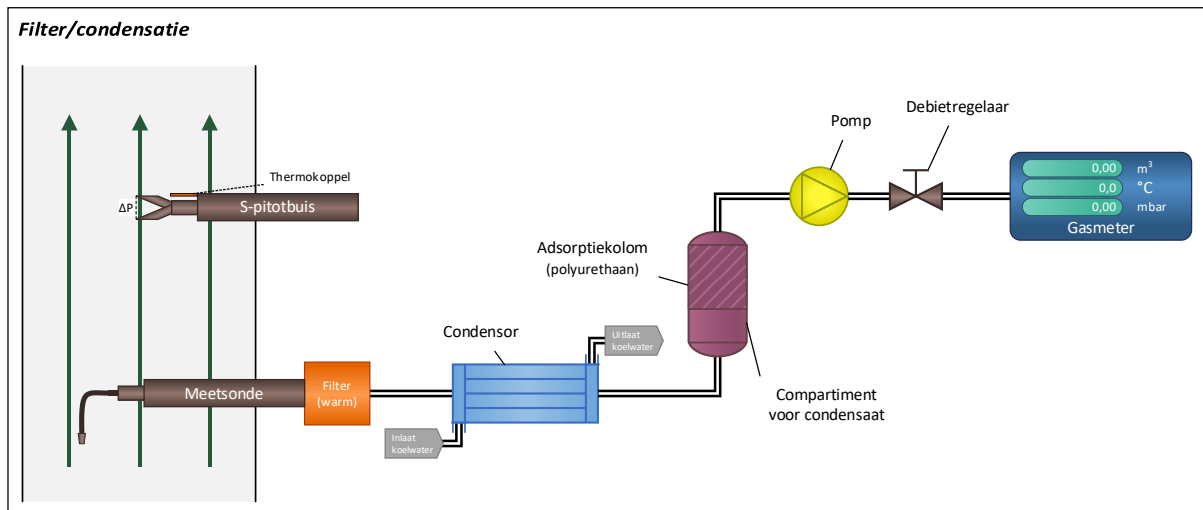 Filter/condensatie
Thermokoppel
ΔP
S-pitotbuis
Meetsonde
Filter
(warm)
Condensor
Inlaat
koelwater
Uitlaat
koelwater
Adsorptiekolom
(polyurethaan)
Compartiment
voor condensaat
Pomp
Debietregelaar
0,00 m³
0,0 °C
0,00 mbar
Gasmeter